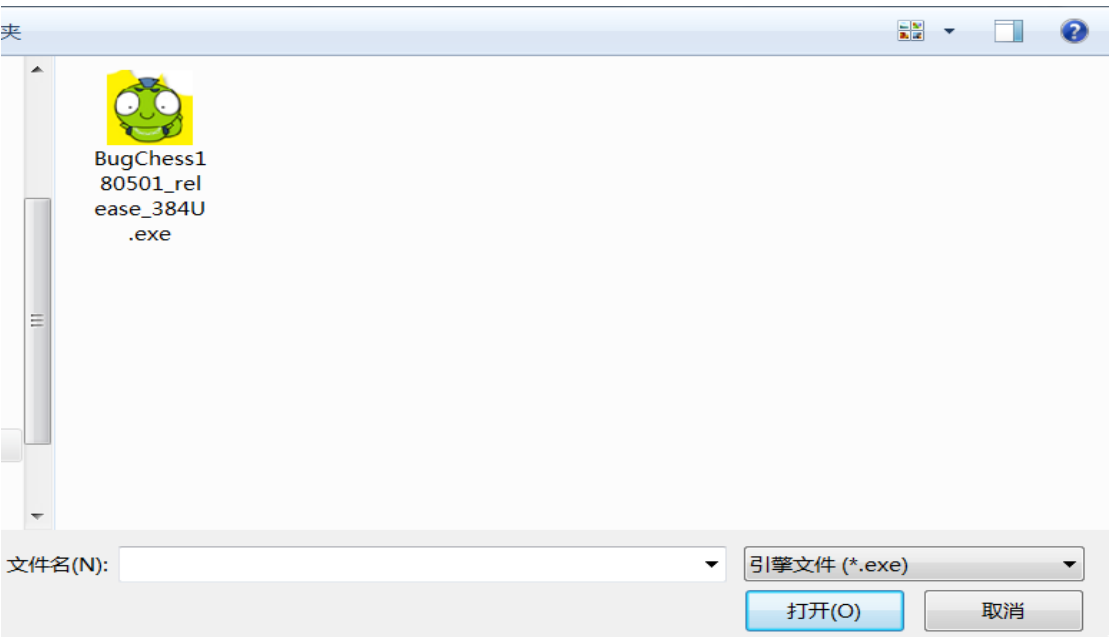 夹
BugChess1
80501_rel
ease_384U
.exe
文件名(N):
引擎文件 (*.exe)
打开(O)
取消